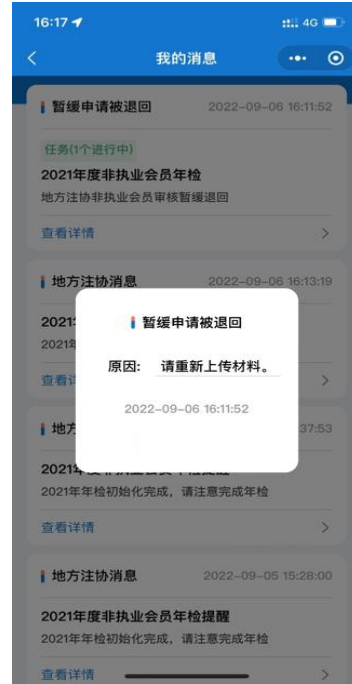 16:17
4G
我的消息
暂缓申请被退回 2022-09-06 16:11:52
任务(1个进行中)
2021年度非执业会员年检
地方注协非执业会员审核暂缓退回
查看详情
地方注协消息 2022-09-06 16:13:19
2021
2021
查看
暂缓申请被退回
原因: 请重新上传材料。
2022-09-06 16:11:52
地方
37:53
2021年年检初始化完成,请注意完成年检
查看详情
地方注协消息 2022-09-05 15:28:00
2021年度非执业会员年检提醒
2021年年检初始化完成,请注意完成年检
查看详情